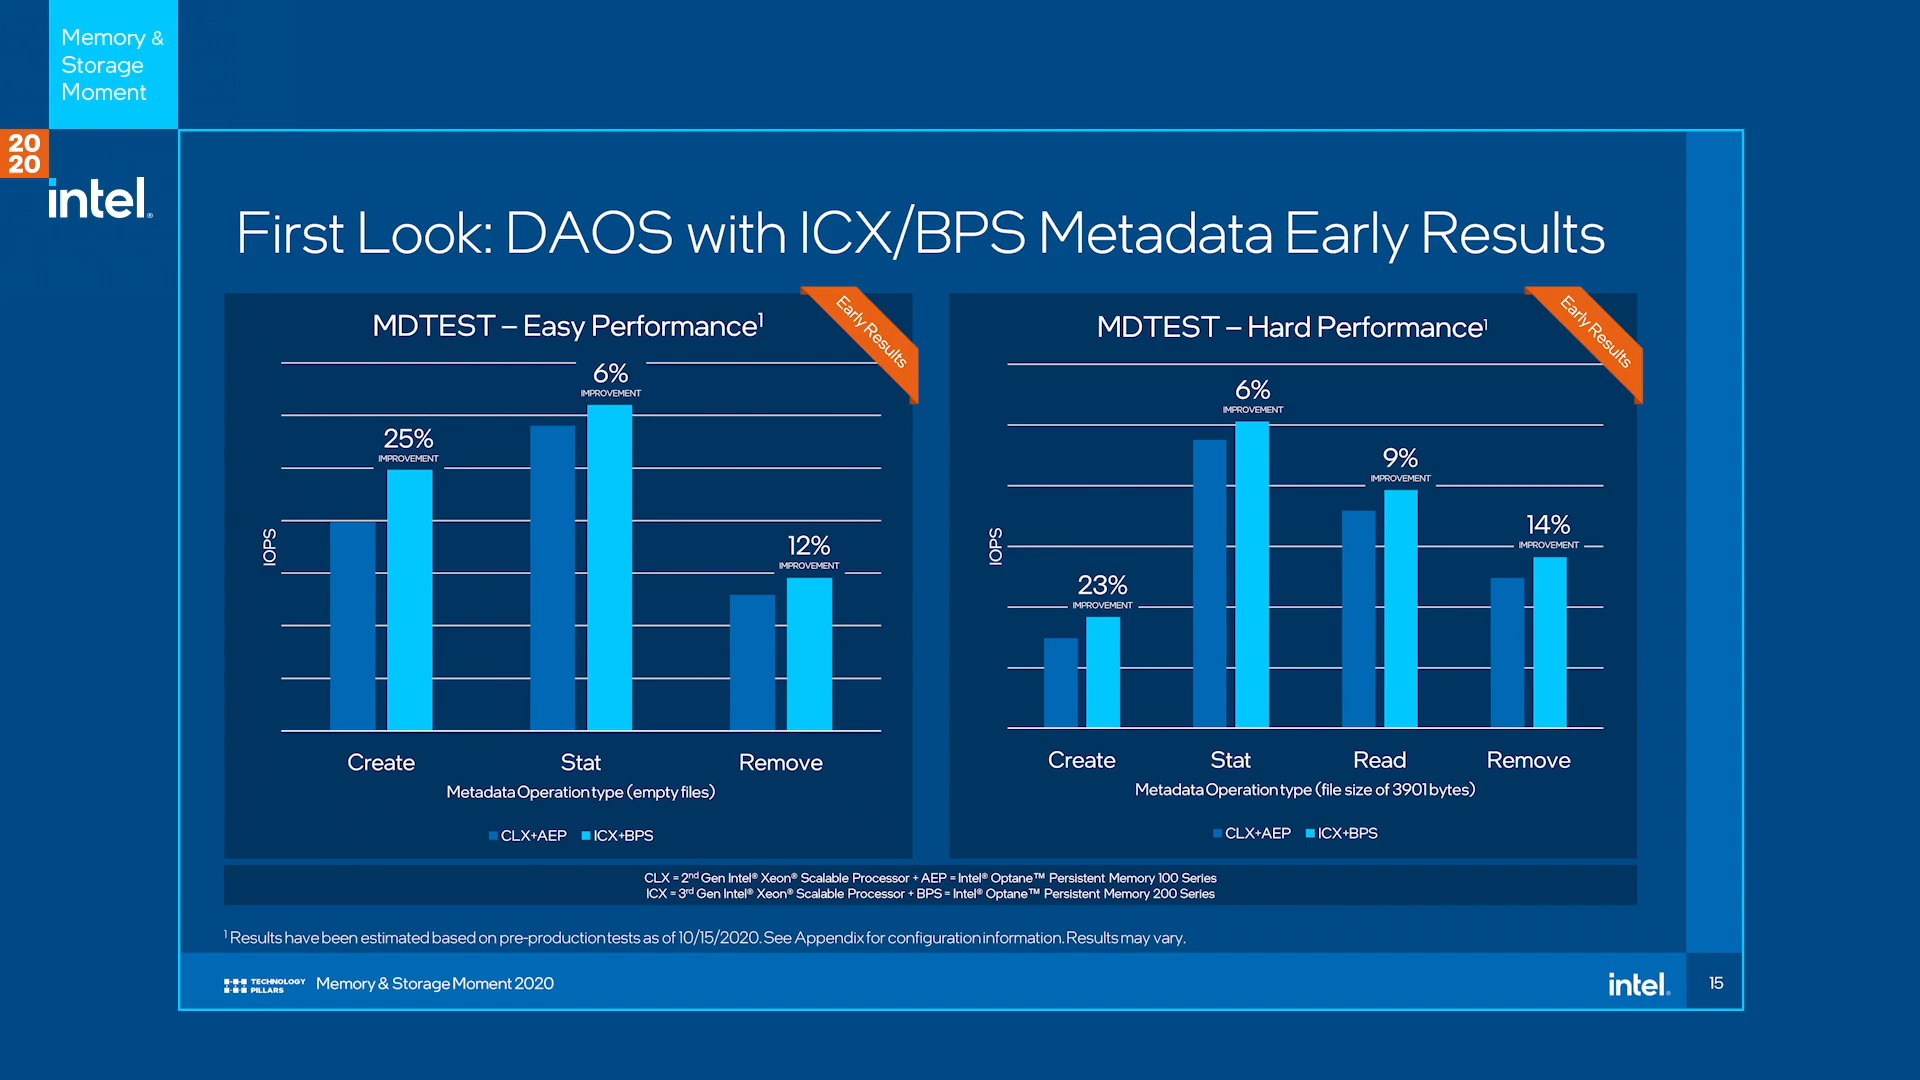 Memory &
Storage
Moment
20
20
intel.
First Look: DAOS with ICX/BPS Metadata Early Results
MDTEST – Easy Performance¹
Early Results
6%
IMPROVEMENT
25%
IMPROVEMENT
12%
IMPROVEMENT
IOPS
Create Stat Remove
Metadata Operation type (empty files)
CLX+AEP ICX+BPS
MDTEST – Hard Performance¹
Early Results
6%
IMPROVEMENT
9%
IMPROVEMENT
14%
IMPROVEMENT
23%
IMPROVEMENT
IOPS
Create Stat Read Remove
Metadata Operation type (file size of 3901 bytes)
CLX+AEP ICX+BPS
CLX = 2nd Gen Intel® Xeon® Scalable Processor + AEP = Intel® Optane™ Persistent Memory 100 Series
ICX = 3rd Gen Intel® Xeon® Scalable Processor + BPS = Intel® Optane™ Persistent Memory 200 Series
¹ Results have been estimated based on pre-production tests as of 10/15/2020. See Appendix for configuration information. Results may vary.
TECHNOLOGY
PILLARS
Memory & Storage Moment 2020
intel.
15